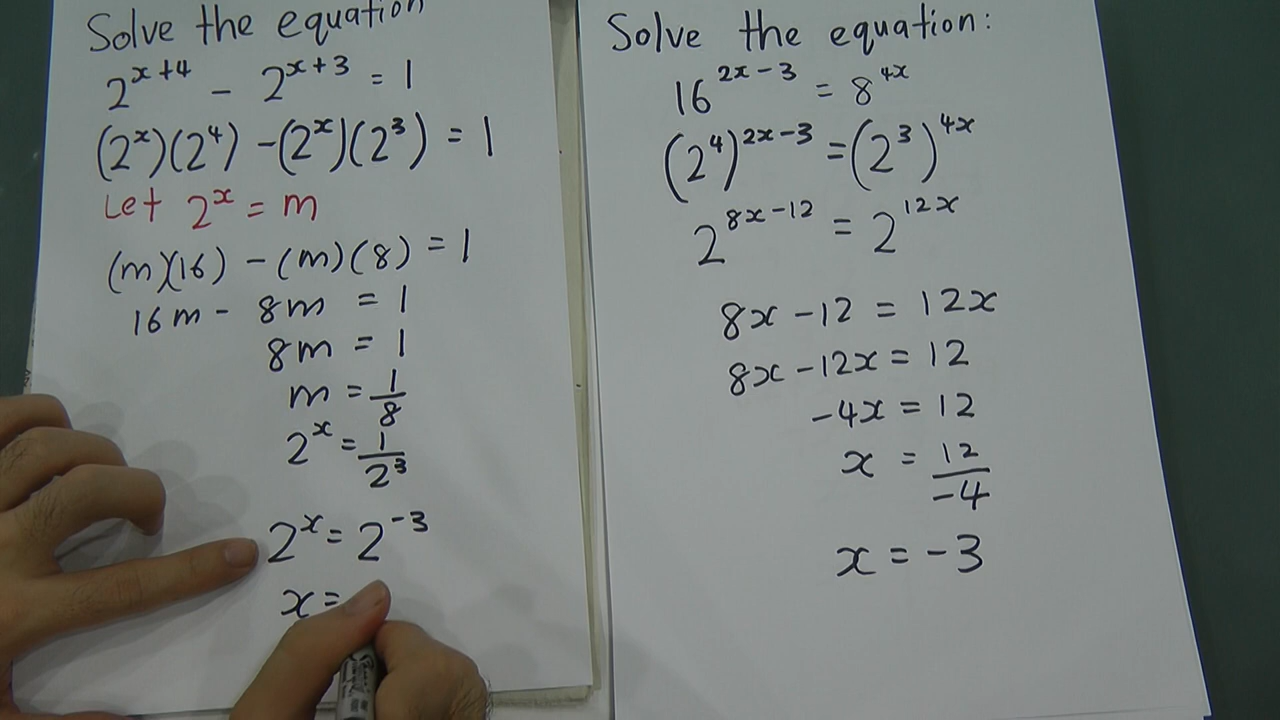 Solve the equation
2^{x+4} - 2^{x+3} = 1
(2^x)(2^4) - (2^x)(2^3) = 1
Let 2^x = m
(m)(16) - (m)(8) = 1
16m - 8m = 1
8m = 1
m = 1/8
2^x = 1/2^3
2^x = 2^{-3}
x =
Solve the equation:
16^{2x-3} = 8^{4x}
(2^4)^{2x-3} = (2^3)^{4x}
2^{8x-12} = 2^{12x}
8x - 12 = 12x
8x - 12x = 12
-4x = 12
x = 12/-4
x = -3